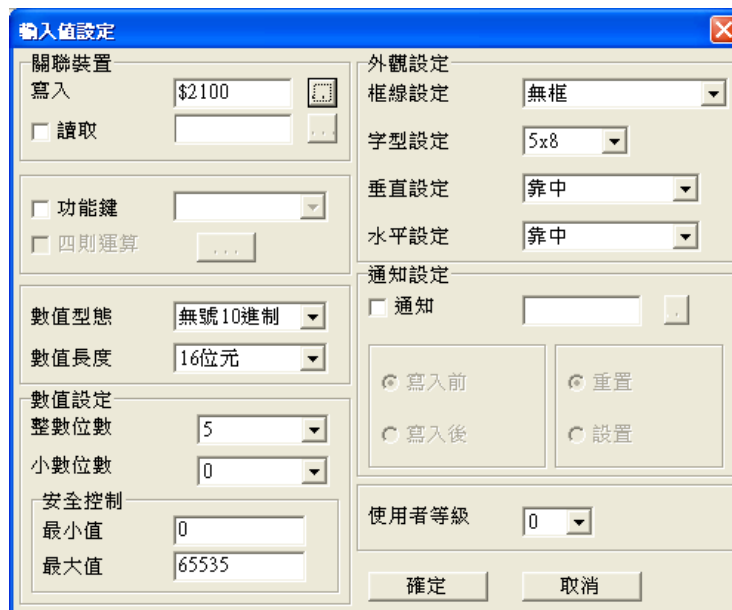 輸入值設定
關聯裝置
寫入 $2100 ...
讀取 ...
功能鍵
四則運算 ...
數值型態 無號10進制
數值長度 16位元
數值設定
整數位數 5
小數位數 0
安全控制
最小值 0
最大值 65535
外觀設定
框線設定 無框
字型設定 5x8
垂直設定 靠中
水平設定 靠中
通知設定
通知 ..
寫入前 重置
寫入後 設置
使用者等級 0
確定 取消